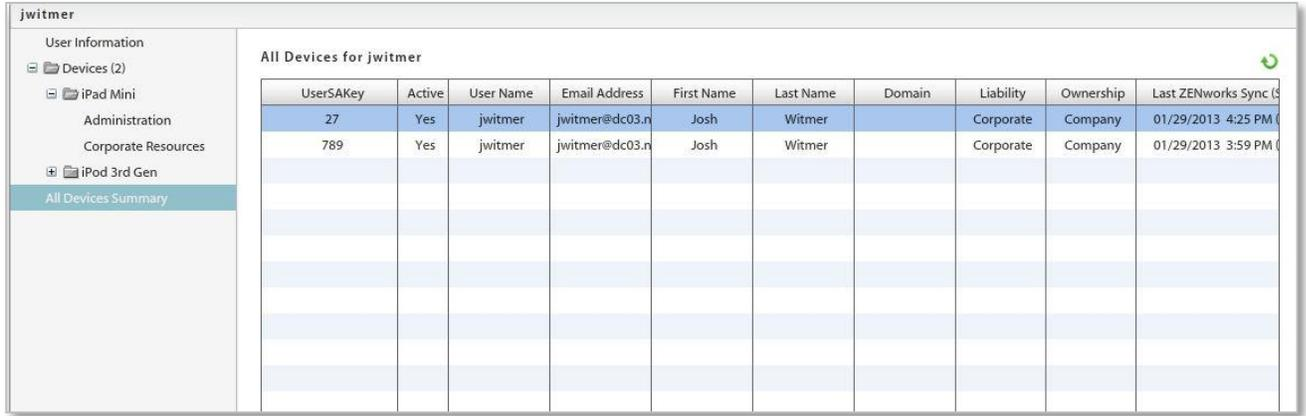 jwitmer
User Information
Devices (2)
iPad Mini
Administration
Corporate Resources
iPod 3rd Gen
All Devices Summary
All Devices for jwitmer
UserSAKey Active User Name Email Address First Name Last Name Domain Liability Ownership Last ZENworks Sync (S
27 Yes jwitmer jwitmer@dc03.n Josh Witmer Corporate Company 01/29/2013 4:25 PM (
789 Yes jwitmer jwitmer@dc03.n Josh Witmer Corporate Company 01/29/2013 3:59 PM (